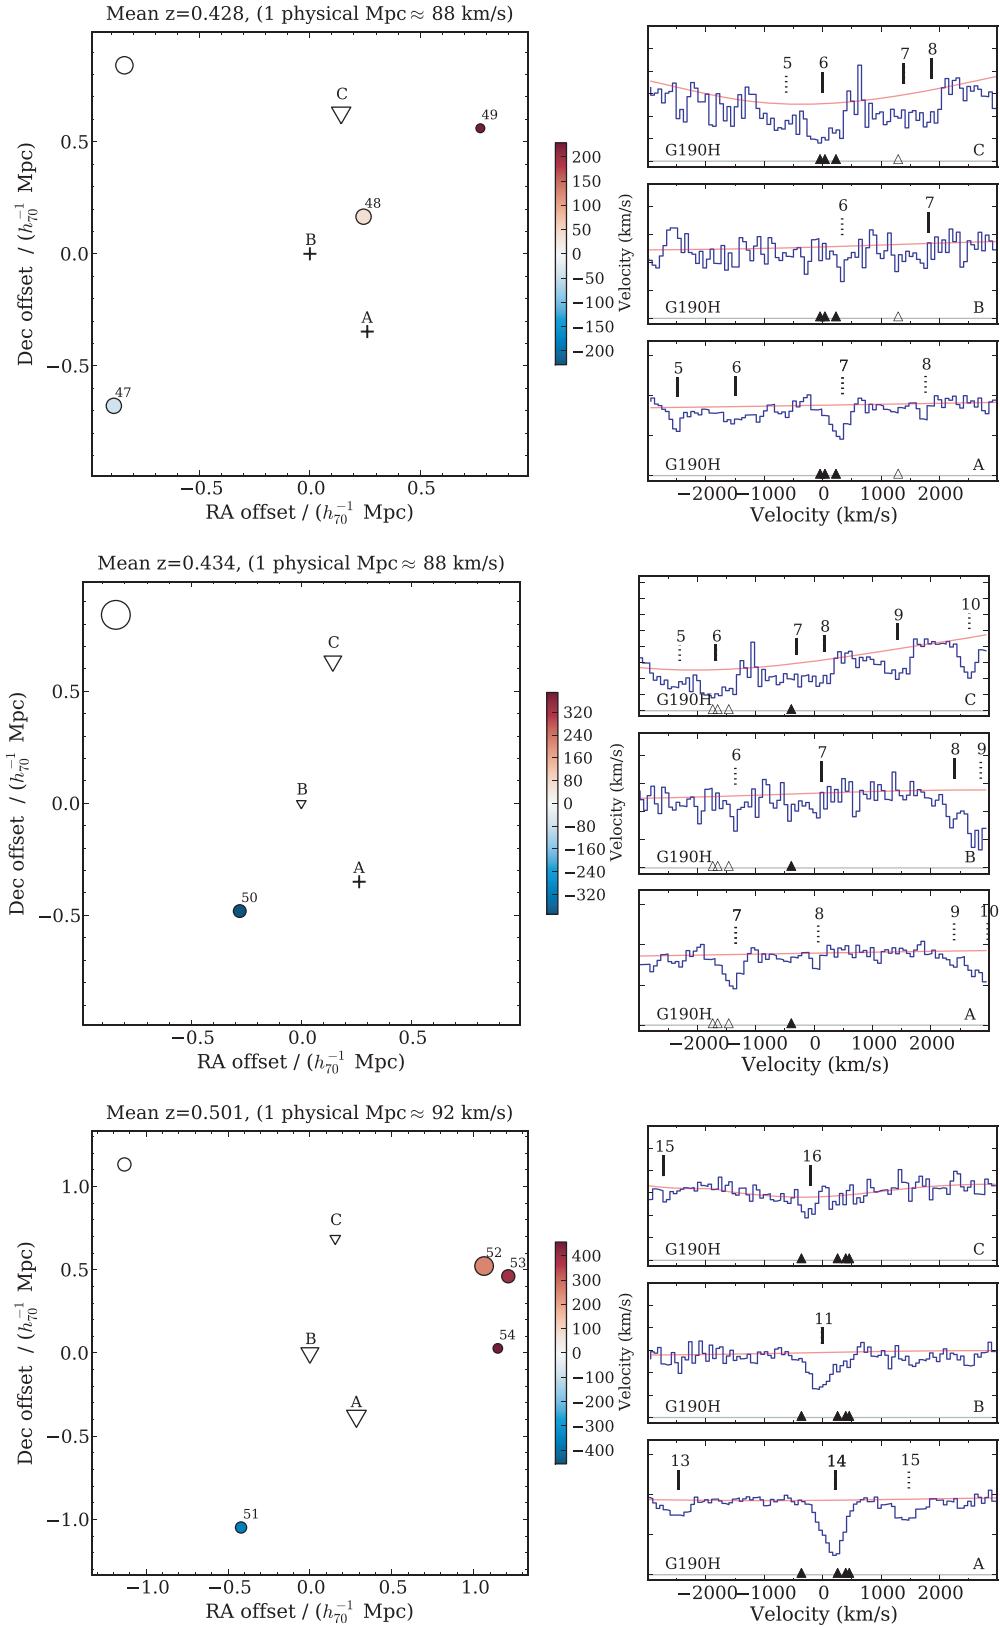 Mean z=0.428, (1 physical Mpc ≈ 88 km/s)
C
49
48
B
A
47
0.5
0.0
−0.5
−0.5
0.0
0.5
Dec offset / (h₇₀⁻¹ Mpc)
RA offset / (h₇₀⁻¹ Mpc)
200
150
100
50
0
−50
−100
−150
−200
Velocity (km/s)
5
6
7
8
G190H
C
6
7
G190H
B
5
6
7
8
G190H
A
−2000
−1000
0
1000
2000
Velocity (km/s)
Mean z=0.434, (1 physical Mpc ≈ 88 km/s)
C
B
A
50
0.5
0.0
−0.5
−0.5
0.0
0.5
Dec offset / (h₇₀⁻¹ Mpc)
RA offset / (h₇₀⁻¹ Mpc)
320
240
160
80
0
−80
−160
−240
−320
Velocity (km/s)
5
6
7
8
9
10
G190H
C
6
7
8
9
G190H
B
7
8
9
10
G190H
A
−2000
−1000
0
1000
2000
Velocity (km/s)
Mean z=0.501, (1 physical Mpc ≈ 92 km/s)
C
52
53
54
B
A
51
1.0
0.5
0.0
−0.5
−1.0
−1.0
−0.5
0.0
0.5
1.0
Dec offset / (h₇₀⁻¹ Mpc)
RA offset / (h₇₀⁻¹ Mpc)
400
300
200
100
0
−100
−200
−300
−400
Velocity (km/s)
15
16
G190H
C
11
G190H
B
13
14
15
G190H
A
−2000
−1000
0
1000
2000
Velocity (km/s)